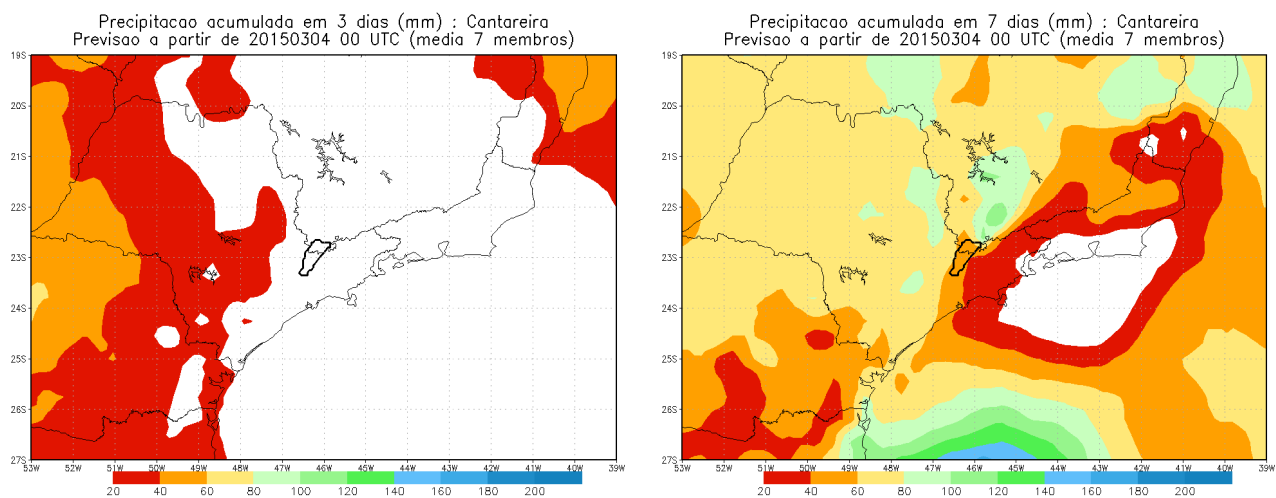 Precipitacao acumulada em 3 dias (mm) : Cantareira
Previsao a partir de 20150304 00 UTC (media 7 membros)
19S
20S
21S
22S
23S
24S
25S
26S
27S
53W 52W 51W 50W 49W 48W 47W 46W 45W 44W 43W 42W 41W 40W 39W
20 40 60 80 100 120 140 160 180 200
Precipitacao acumulada em 7 dias (mm) : Cantareira
Previsao a partir de 20150304 00 UTC (media 7 membros)
19S
20S
21S
22S
23S
24S
25S
26S
27S
53W 52W 51W 50W 49W 48W 47W 46W 45W 44W 43W 42W 41W 40W 39W
20 40 60 80 100 120 140 160 180 200